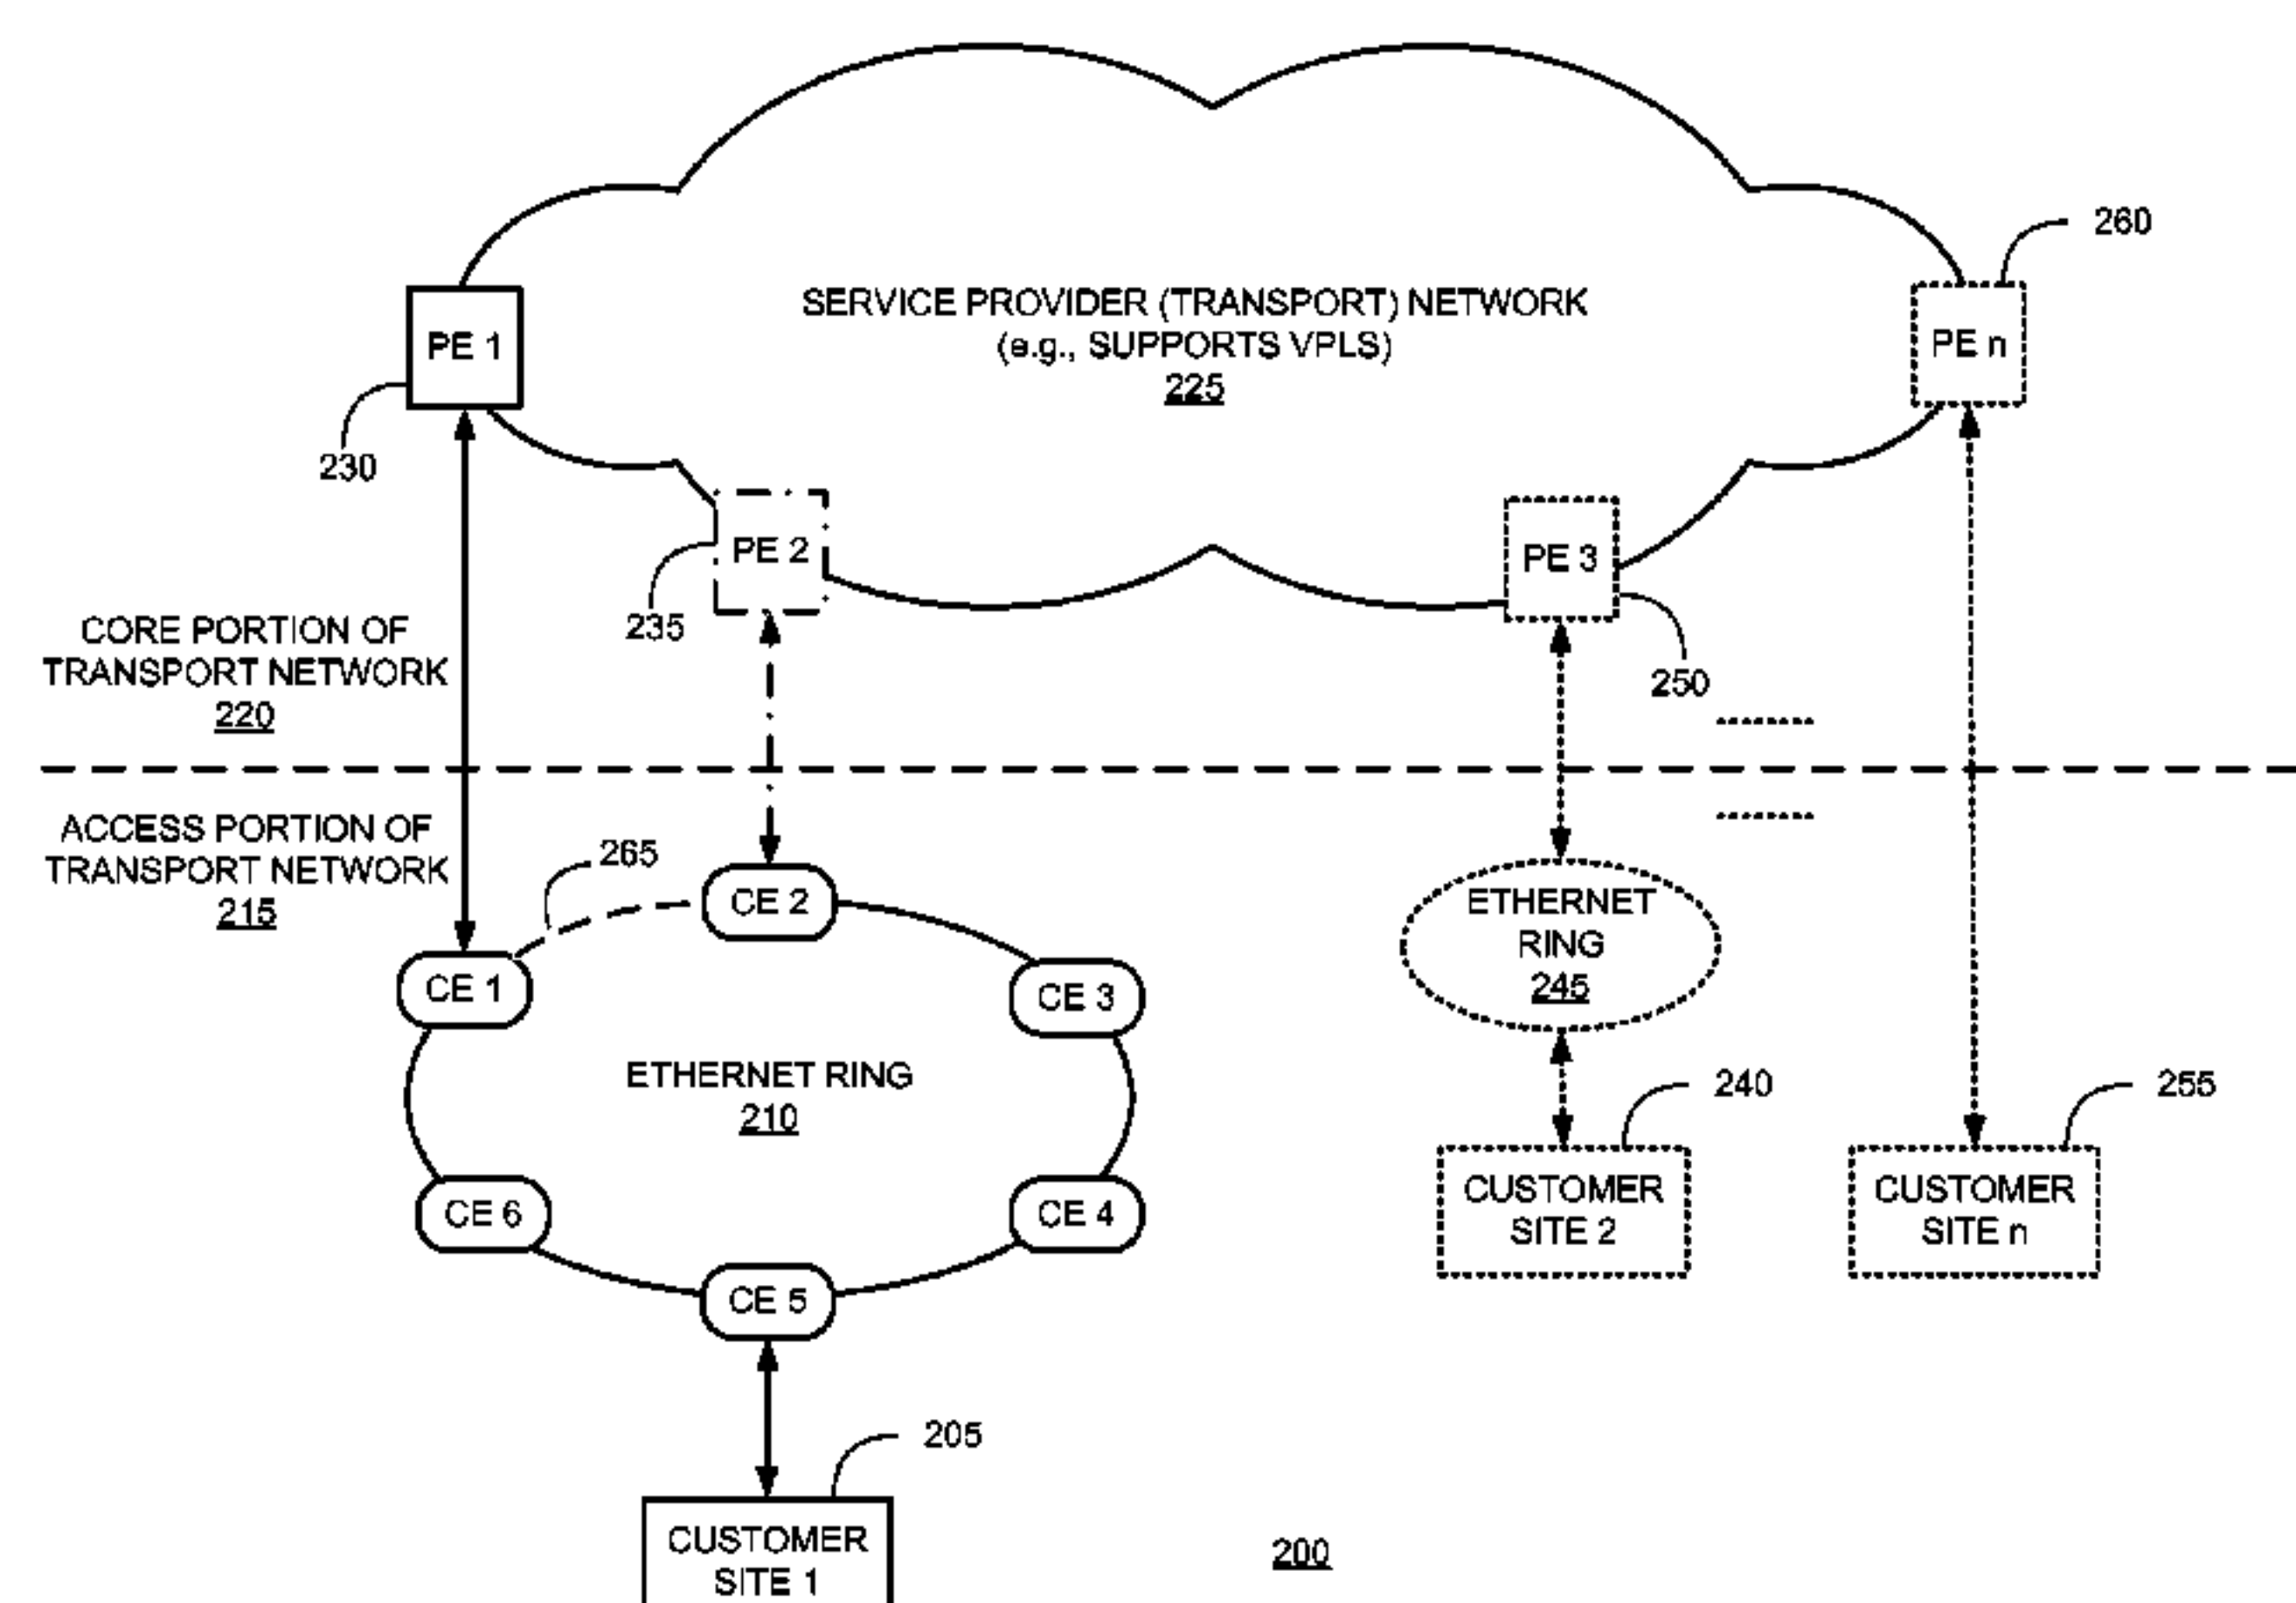 260
SERVICE PROVIDER (TRANSPORT) NETWORK
(e.g., SUPPORTS VPLS)
225
PE 1
PE n
230
PE 2
PE 3
235
250
CORE PORTION OF
TRANSPORT NETWORK
220
ACCESS PORTION OF
TRANSPORT NETWORK
215
265
CE 2
CE 1
CE 3
ETHERNET RING
210
CE 6
CE 4
CE 5
ETHERNET
RING
245
240
255
CUSTOMER
SITE 2
CUSTOMER
SITE n
205
CUSTOMER
SITE 1
200